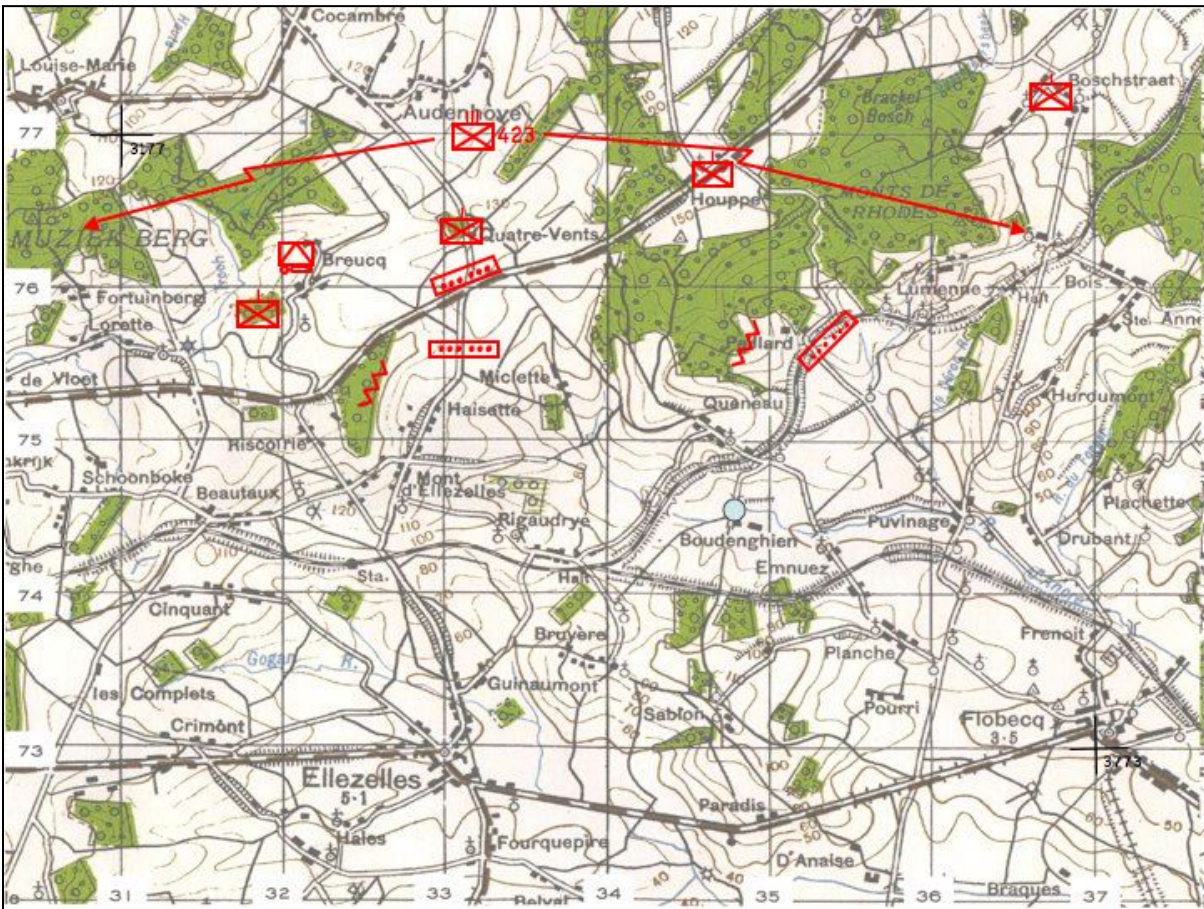 Cocambre
Louise-Marie
Boschstraat
Brackel
Bosch
Audenhove
77
3177
423
Houppe
MONTS DE
RHODES
MUZIEK BERG
Quatre-Vents
Breucq
76
Fortuinberg
Lumenne
Halt
Bois
Ste. Anne
Lorette
Paillard
de Vloet
Miclette
Haisette
Queneau
Hurdumont
75
Riscoirie
Schoonboke
Mont
d'Ellezelles
Beautaux
Rigaudrye
Plachette
Puvinage
Boudenghien
Drubant
Emnuez
Sta.
Halt
74
Cinquant
Frenoit
Bruyère
Planche
Gogan R.
Guinaumont
les Complets
Pourri
Sablon
Flobecq
3·5
Crimont
73
3773
Ellezelles
5·1
Paradis
Hales
Fourquepire
D'Anaise
Braques
31 32 33 34 35 36 37